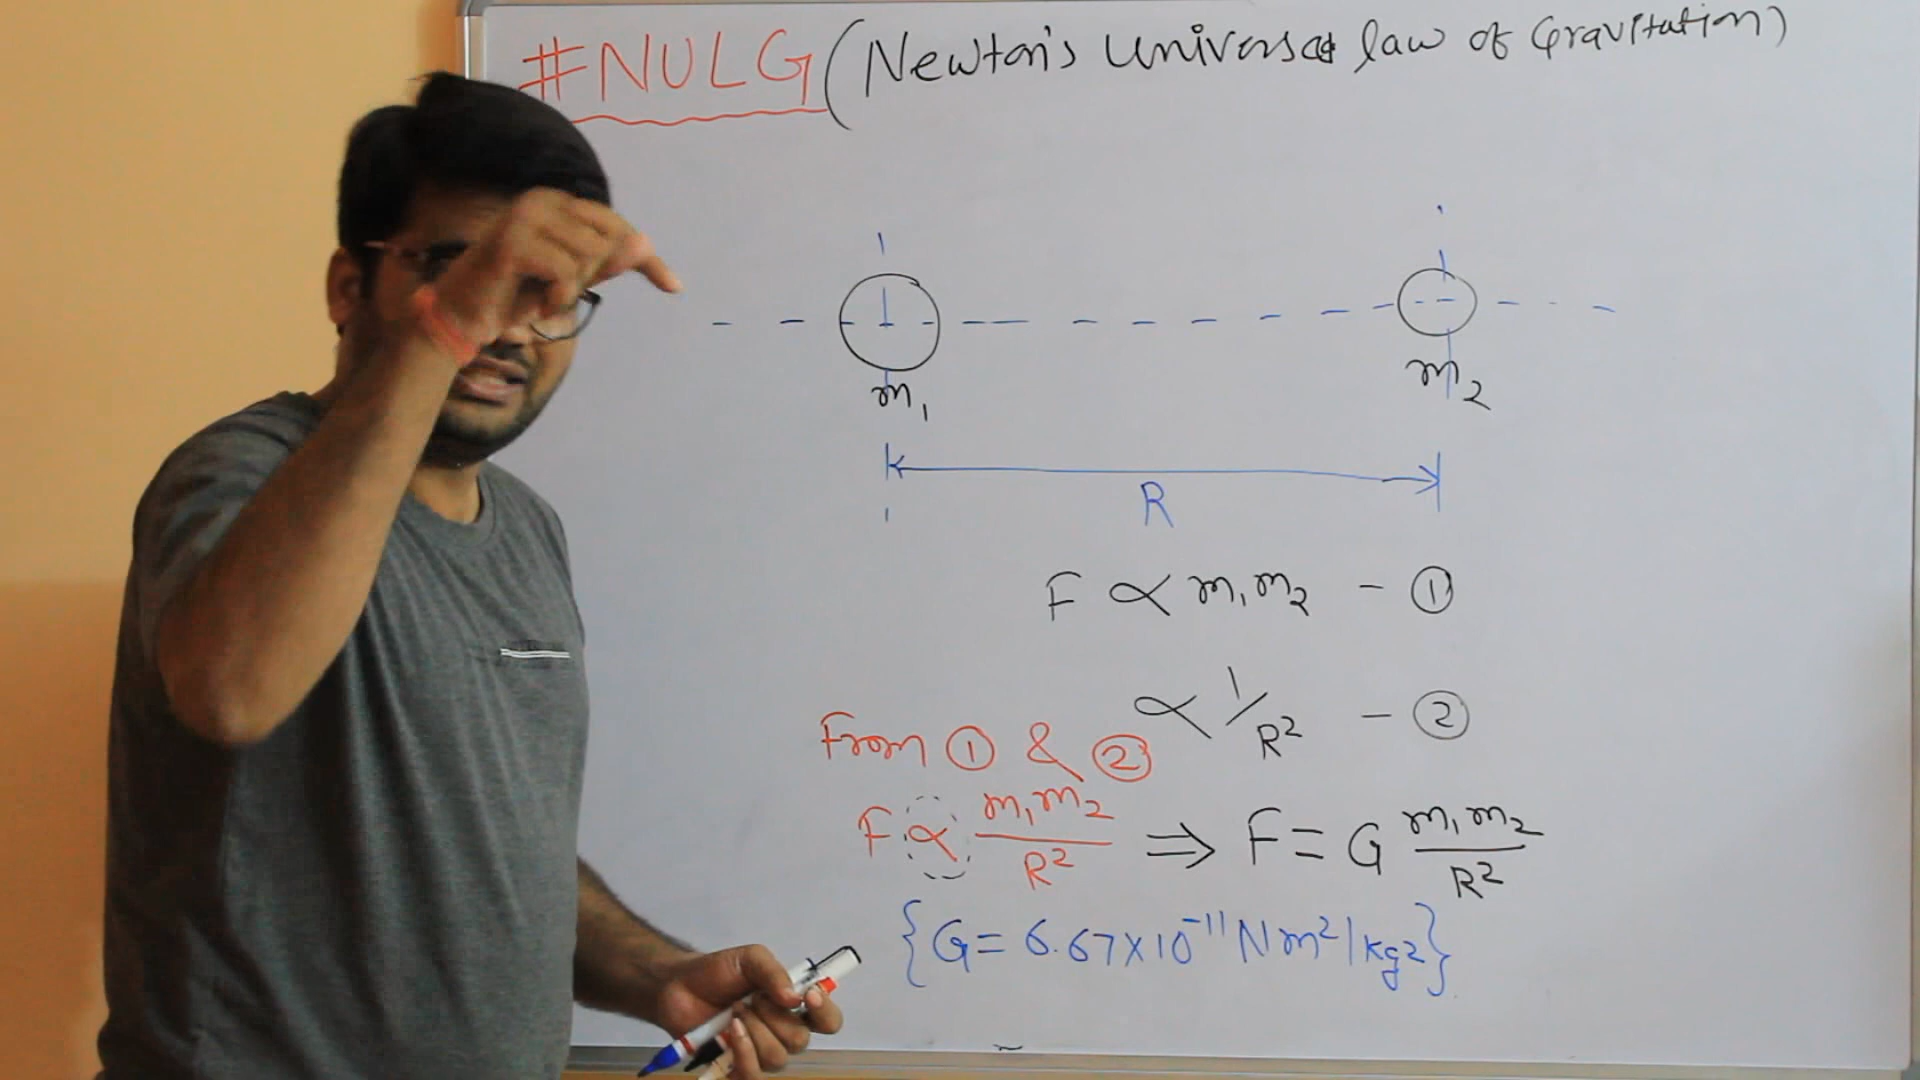 #NULG (Newton's Universal law of Gravitation)
m₁
m₂
R
F ∝ m₁m₂ - ①
∝ 1/R² - ②
From ① & ②
F ∝ m₁m₂/R² ⇒ F = G m₁m₂/R²
{G = 6.67×10⁻¹¹ Nm²/kg2}